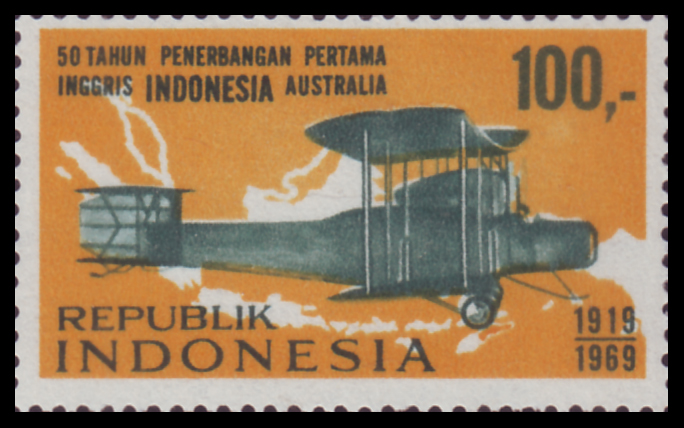 50 TAHUN PENERBANGAN PERTAMA
INGGRIS INDONESIA AUSTRALIA
100,-
REPUBLIK
INDONESIA
1919
1969